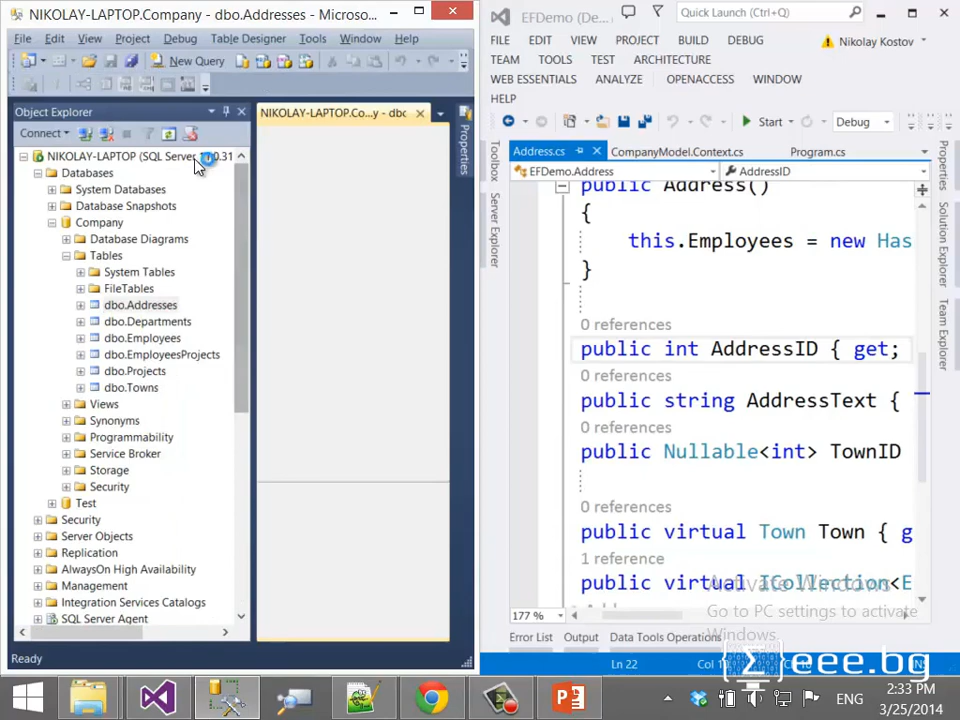 NIKOLAY-LAPTOP.Company - dbo.Addresses - Microso...
File Edit View Project Debug Table Designer Tools Window Help
New Query
Object Explorer
Connect
NIKOLAY-LAPTOP (SQL Server
Databases
System Databases
Database Snapshots
Company
Database Diagrams
Tables
System Tables
FileTables
dbo.Addresses
dbo.Departments
dbo.Employees
dbo.EmployeesProjects
dbo.Projects
dbo.Towns
Views
Synonyms
Programmability
Service Broker
Storage
Security
Test
Security
Server Objects
Replication
AlwaysOn High Availability
Management
Integration Services Catalogs
SQL Server Agent
Ready
NIKOLAY-LAPTOP.Co...y - dbc
Properties
EFDemo (De...
Quick Launch (Ctrl+Q)
FILE EDIT VIEW PROJECT BUILD DEBUG
Nikolay Kostov
TEAM TOOLS TEST ARCHITECTURE
WEB ESSENTIALS ANALYZE OPENACCESS WINDOW
HELP
Start Debug
Toolbox
Server Explorer
Address.cs CompanyModel.Context.cs Program.cs
EFDemo.Address AddressID
public Address()
{
this.Employees = new Has
}
0 references
public int AddressID { get;
0 references
public string AddressText {
0 references
public Nullable<int> TownID
0 references
public virtual Town Town { g
1 reference
public virtual ICollection<E
177 %
Properties
Solution Explorer
Team Explorer
Activate Windows
Go to PC settings to activate
Windows.
Error List Output Data Tools Operations
Ln 22
eee.bg
ENG
2:33 PM
3/25/2014